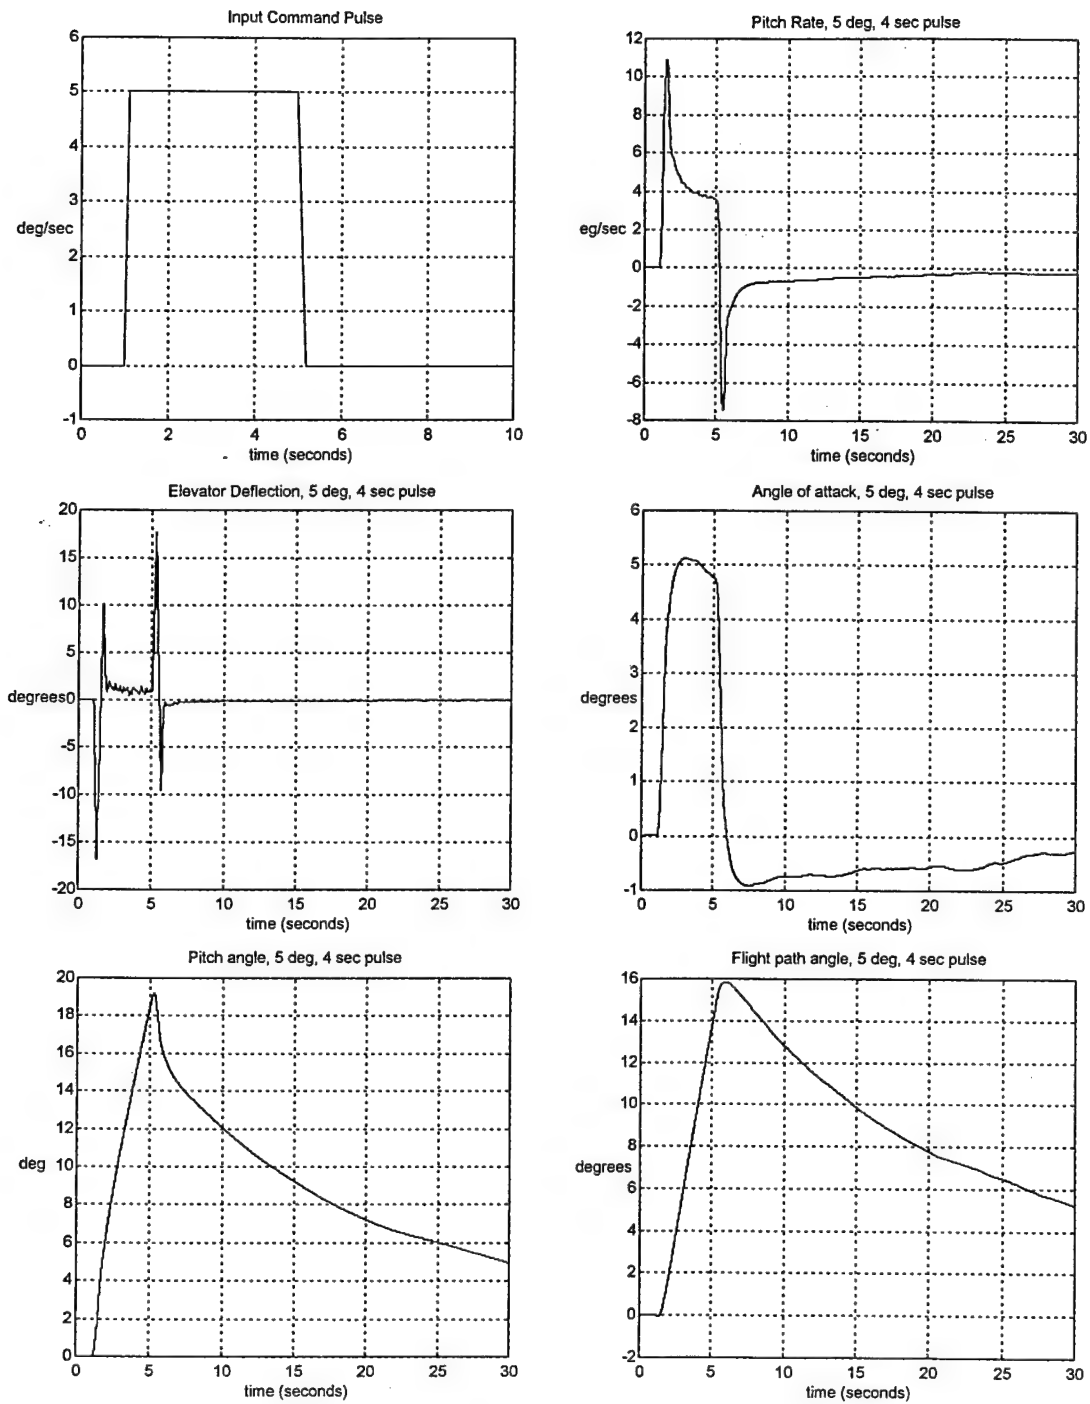 Input Command Pulse
6
5
4
3
deg/sec
2
1
0
-1
0 2 4 6 8 10
time (seconds)
Pitch Rate, 5 deg, 4 sec pulse
12
10
8
6
4
eg/sec 2
0
-2
-4
-6
-8
0 5 10 15 20 25 30
time (seconds)
Elevator Deflection, 5 deg, 4 sec pulse
20
15
10
5
degrees0
-5
-10
-15
-20
0 5 10 15 20 25 30
time (seconds)
Angle of attack, 5 deg, 4 sec pulse
6
5
4
3
degrees
2
1
0
-1
0 5 10 15 20 25 30
time (seconds)
Pitch angle, 5 deg, 4 sec pulse
20
18
16
14
12
deg 10
8
6
4
2
0
0 5 10 15 20 25 30
time (seconds)
Flight path angle, 5 deg, 4 sec pulse
16
14
12
10
8
degrees
6
4
2
0
-2
0 5 10 15 20 25 30
time (seconds)